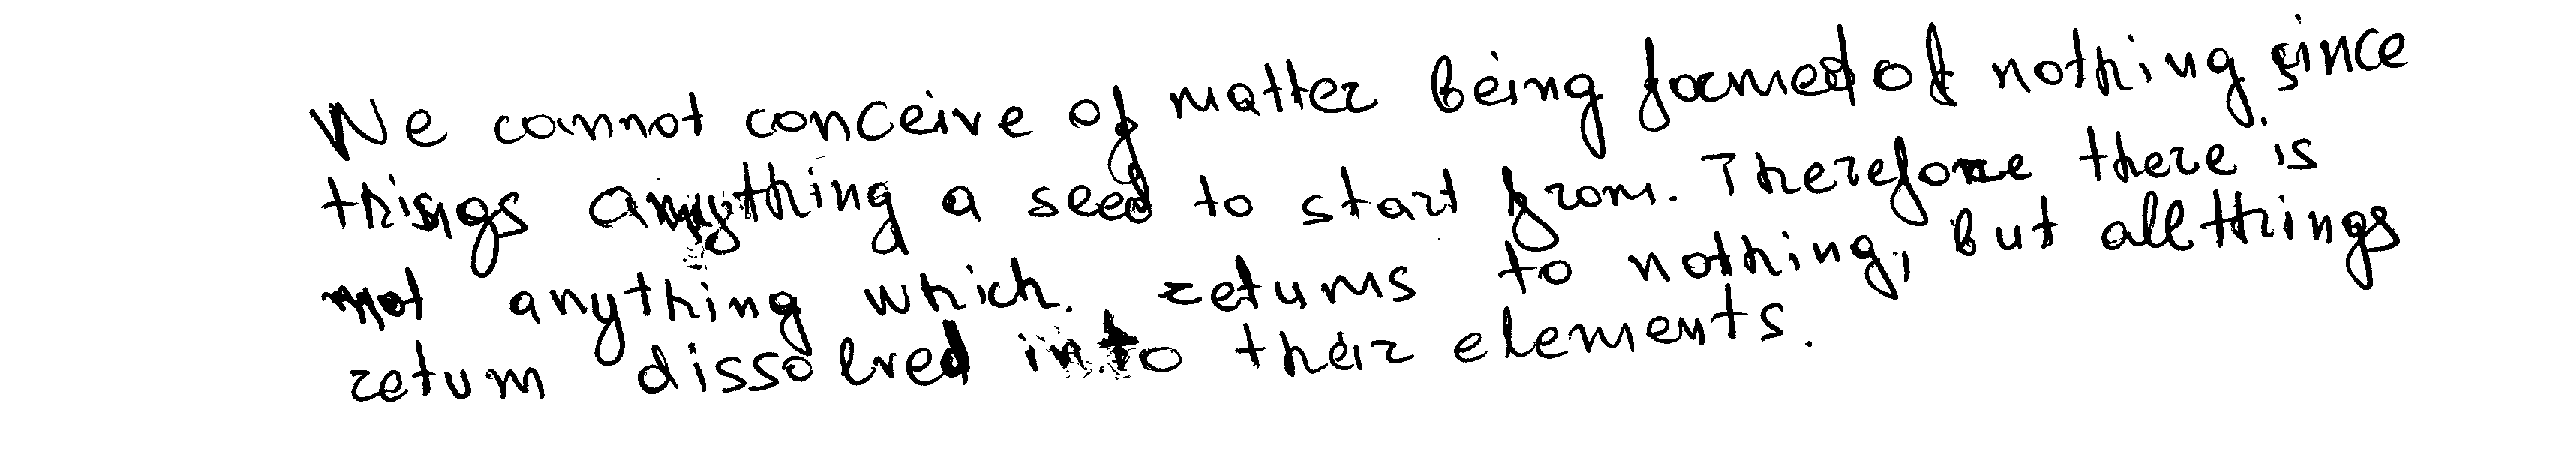 We cannot conceive of matter being formed of nothing since
things anything a seed to start from. Therefore there is
not anything which returns to nothing, but all things
return dissolved into their elements.